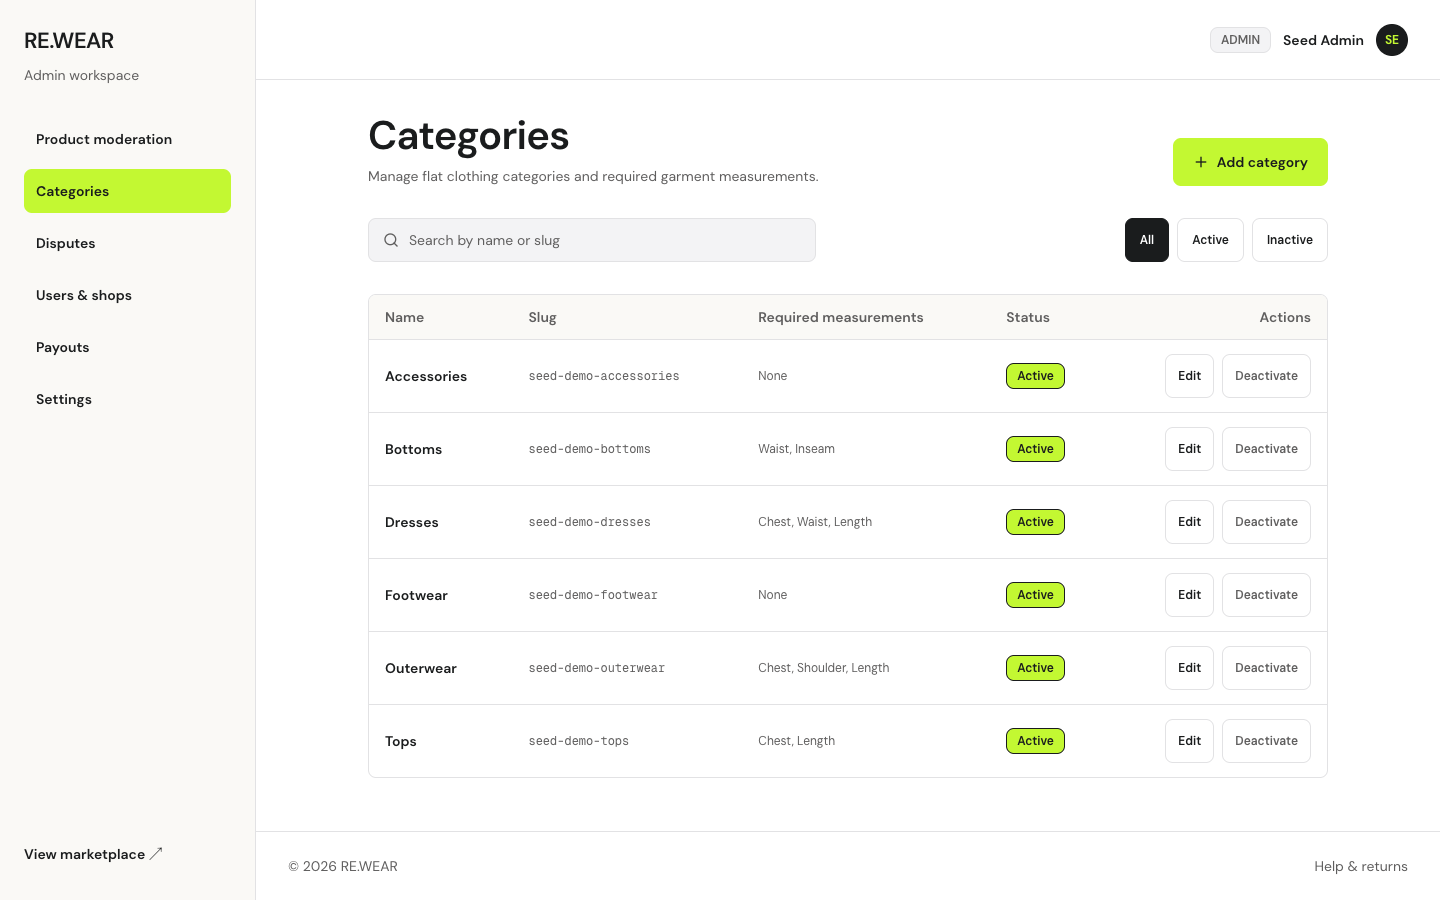 RE.WEAR
Admin workspace
Product moderation
Categories
Disputes
Users & shops
Payouts
Settings
View marketplace ↗
ADMIN Seed Admin SE
Categories
Manage flat clothing categories and required garment measurements.
+ Add category
Search by name or slug
All Active Inactive
Name Slug Required measurements Status Actions
Accessories seed-demo-accessories None Active Edit Deactivate
Bottoms seed-demo-bottoms Waist, Inseam Active Edit Deactivate
Dresses seed-demo-dresses Chest, Waist, Length Active Edit Deactivate
Footwear seed-demo-footwear None Active Edit Deactivate
Outerwear seed-demo-outerwear Chest, Shoulder, Length Active Edit Deactivate
Tops seed-demo-tops Chest, Length Active Edit Deactivate
© 2026 RE.WEAR Help & returns